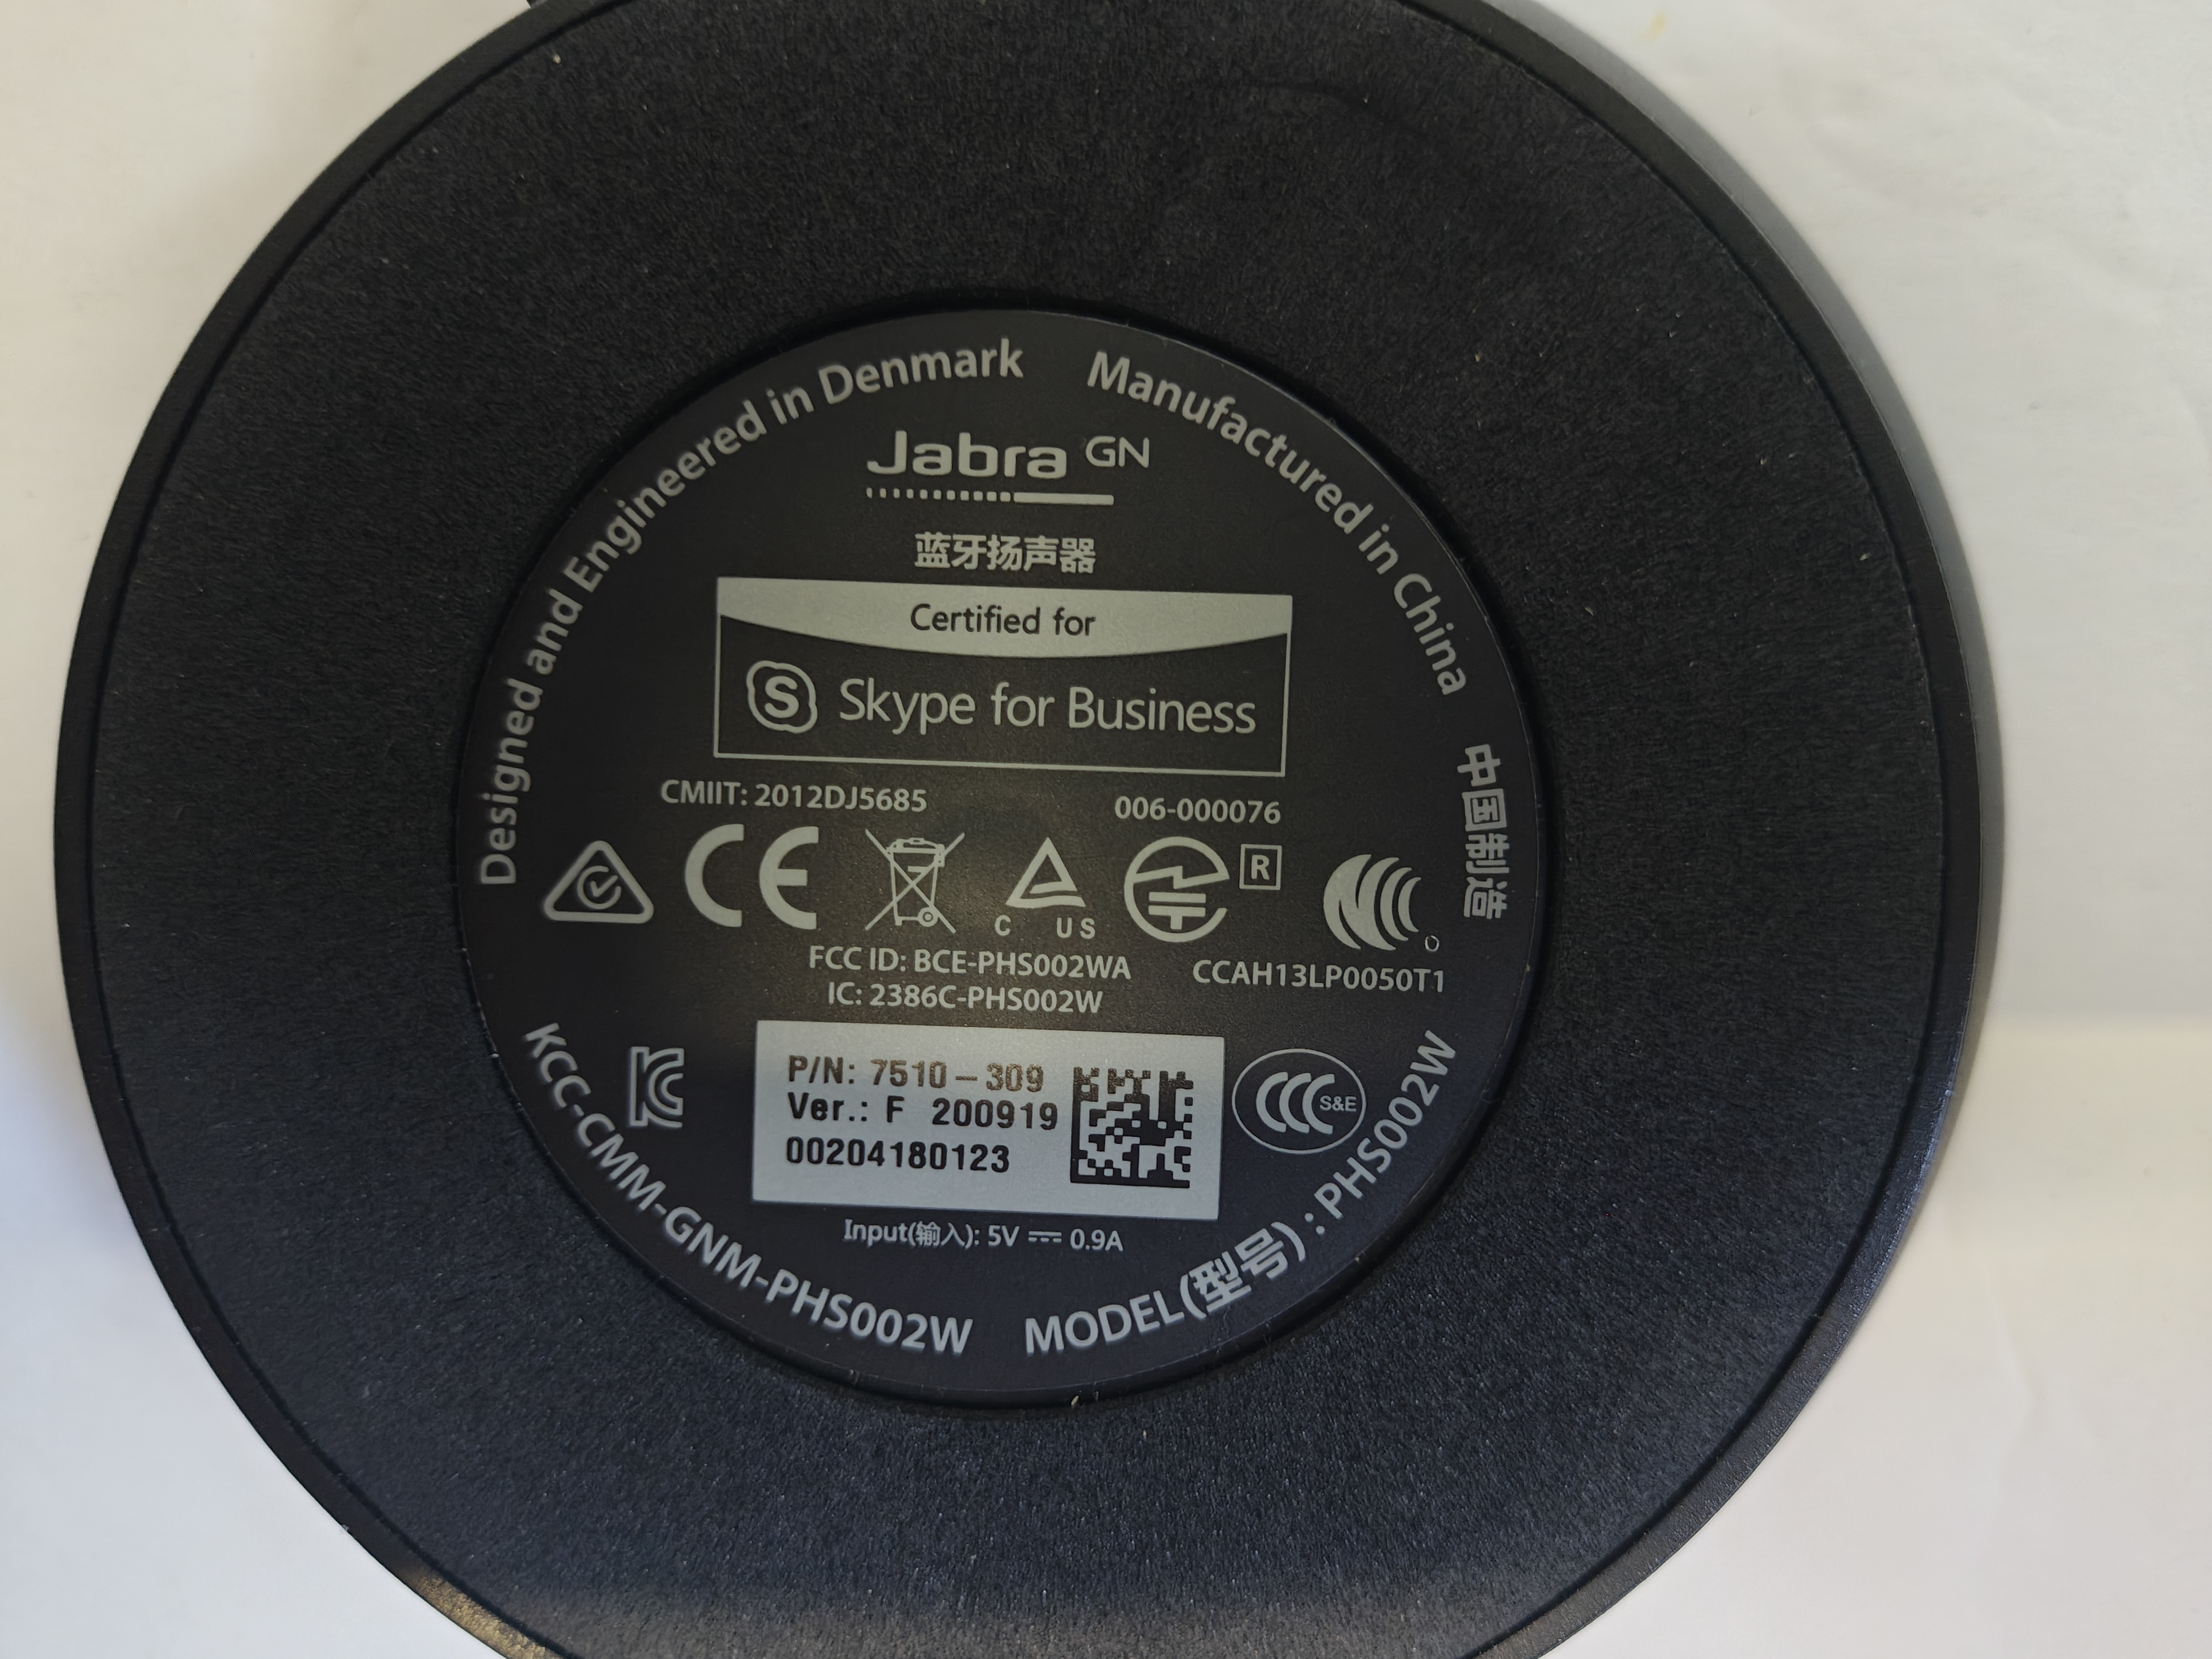 Designed and Engineered in Denmark
Manufactured in China
中国制造
Jabra GN
蓝牙扬声器
Certified for
Skype for Business
CMIIT: 2012DJ5685
006-000076
R
C US
FCC ID: BCE-PHS002WA
IC: 2386C-PHS002W
CCAH13LP0050T1
P/N: 7510-309
Ver.: F 200919
00204180123
S&E
Input(输入): 5V ⎓ 0.9A
KCC-CMM-GNM-PHS002W
MODEL(型号) : PHS002W